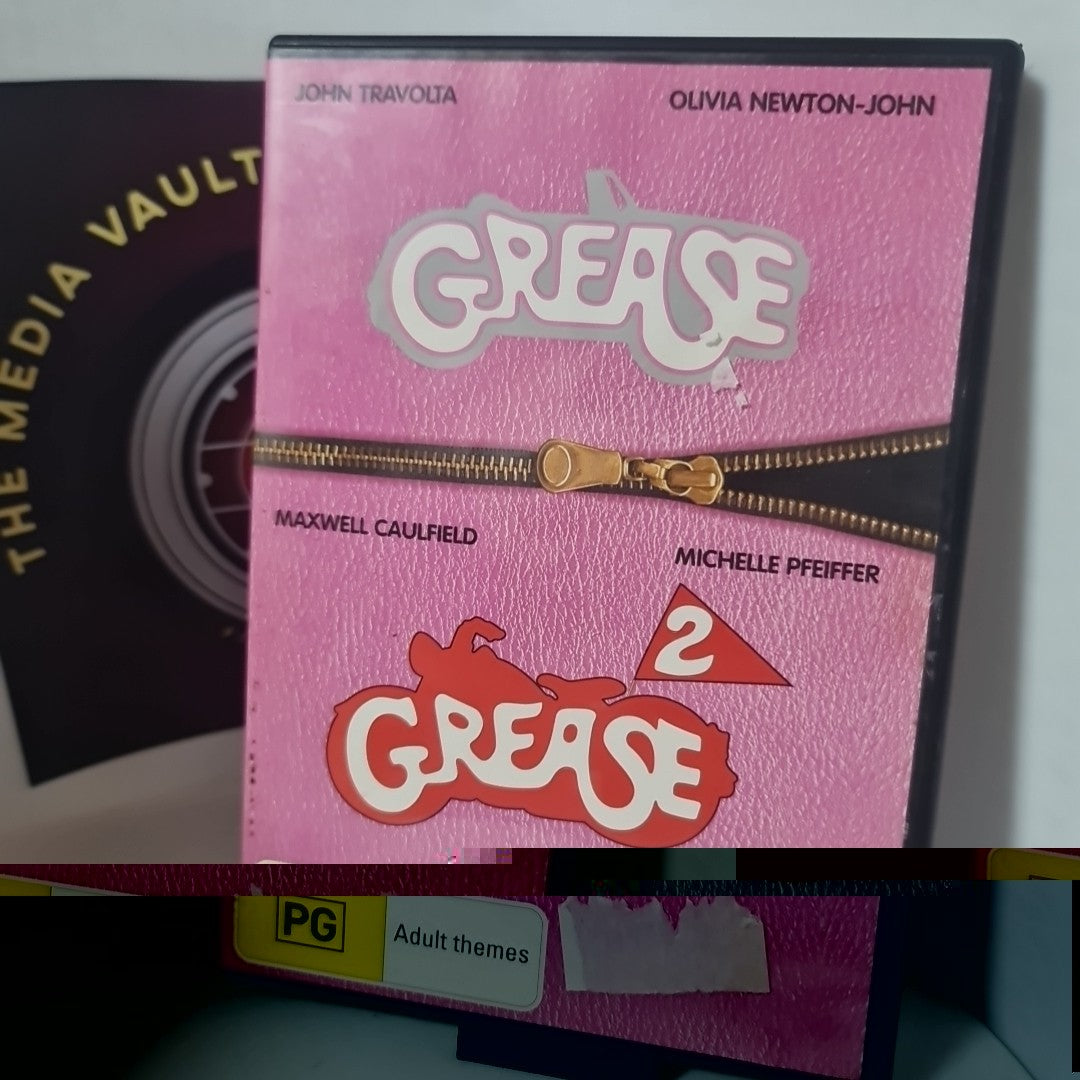 THE MEDIA VAULT
JOHN TRAVOLTA
OLIVIA NEWTON-JOHN
GREASE
MAXWELL CAULFIELD
MICHELLE PFEIFFER
2
GREASE
PG
Adult themes